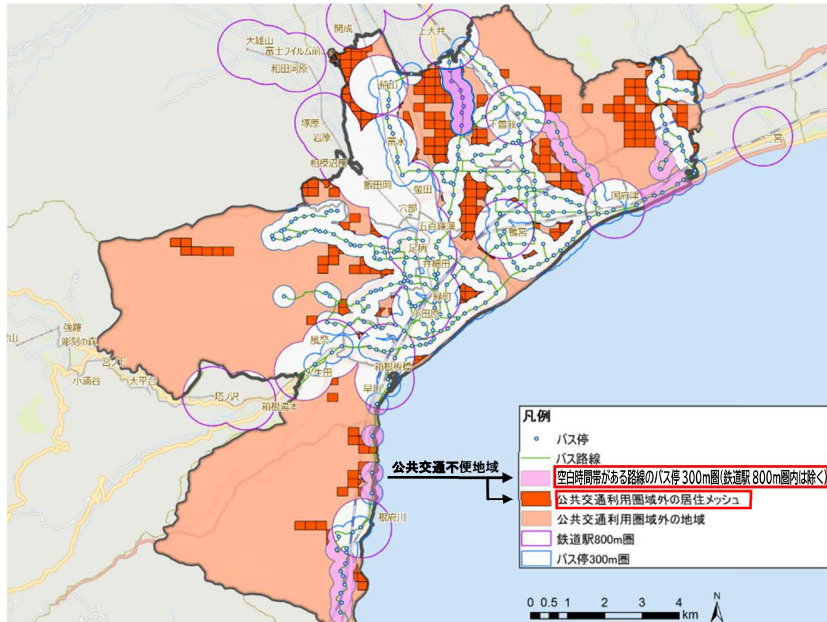 開成
上大井
大雄山
富士フイルム前
和田河原
栢山
塚原
下曽我
岩原
富水
相模沼田
二宮
飯田岡
螢田
国府津
穴部
五百羅漢
鴨宮
足柄
井細田
緑町
小田原
強羅
彫刻の森
風祭
小涌谷
大平台
入生田
箱根板橋
塔ノ沢
早川
箱根湯本
根府川
公共交通不便地域
凡例
バス停
バス路線
空白時間帯がある路線のバス停300m圏(鉄道駅800m圏内は除く)
公共交通利用圏域外の居住メッシュ
公共交通利用圏域外の地域
鉄道駅800m圏
バス停300m圏
0 0.5 1 2 3 4
km
N